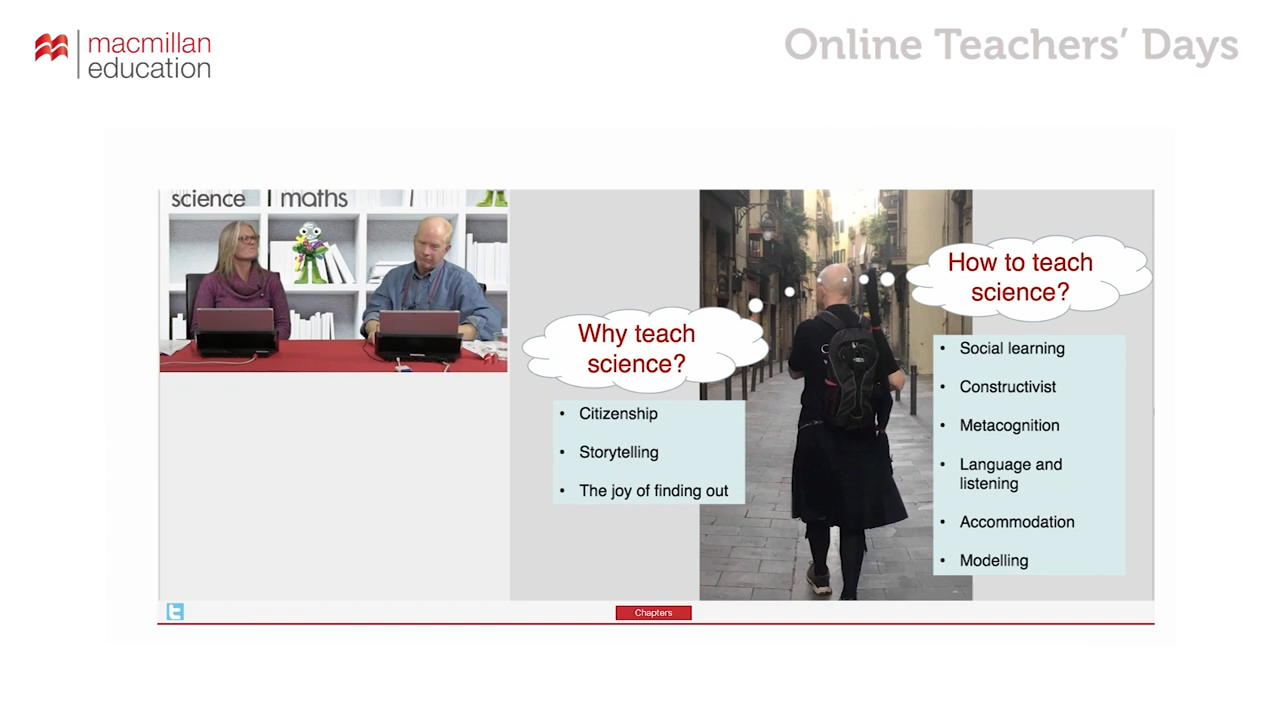 macmillan
education
Online Teachers' Days
science
maths
Why teach
science?
• Citizenship
• Storytelling
• The joy of finding out
How to teach
science?
• Social learning
• Constructivist
• Metacognition
• Language and
listening
• Accommodation
• Modelling
Chapters